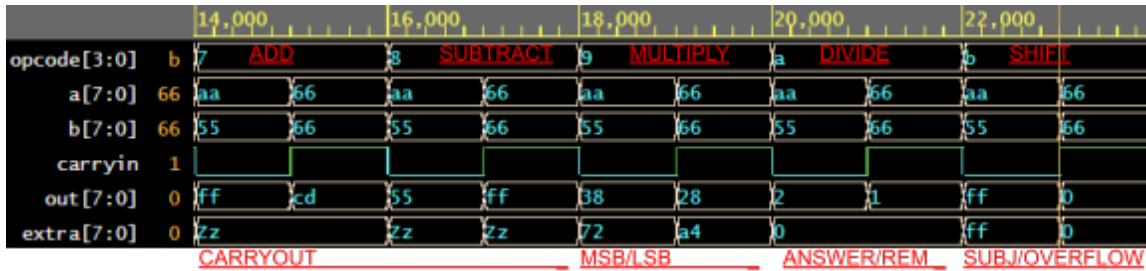 14,000 16,000 18,000 20,000 22,000
opcode[3:0] b 7 ADD 8 SUBTRACT 9 MULTIPLY a DIVIDE b SHIFT
a[7:0] 66 aa 66 aa 66 aa 66 aa 66 aa 66
b[7:0] 66 55 66 55 66 55 66 55 66 55 66
carryin 1
out[7:0] 0 ff cd 55 ff 38 28 2 1 ff 0
extra[7:0] 0 Zz Zz Zz 72 a4 0 ff 0
CARRYOUT _ MSB/LSB _ ANSWER/REM _ SUBJ/OVERFLOW